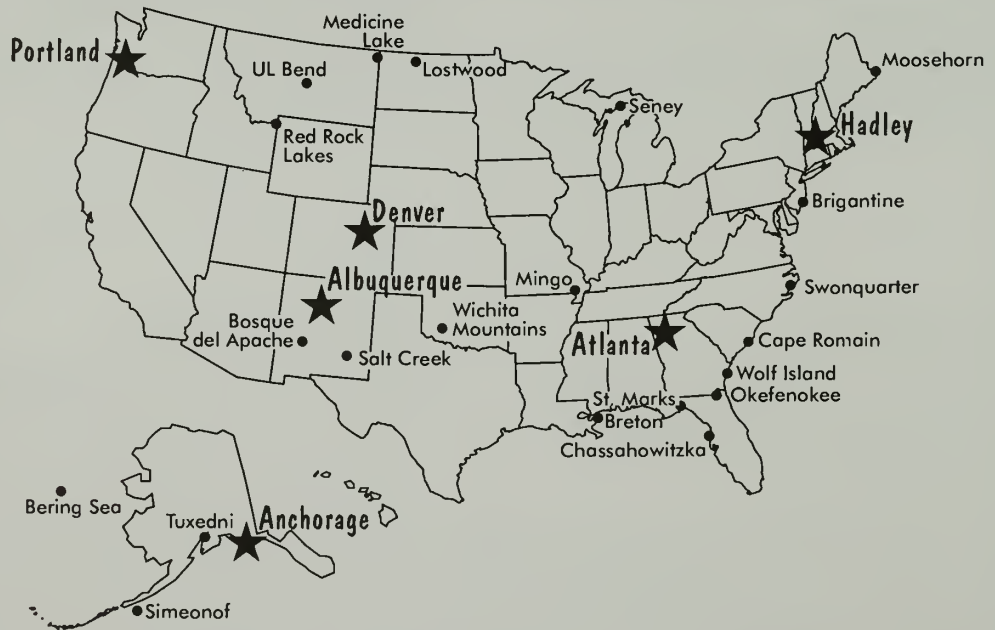 Medicine
Lake
Portland
UL Bend
Lostwood
Moosehorn
Seney
Hadley
Red Rock
Lakes
Brigantine
Denver
Albuquerque
Mingo
Swonquarter
Bosque
del Apache
Wichita
Mountains
Salt Creek
Atlanta
Cape Romain
Wolf Island
St. Marks
Okefenokee
Breton
Chassahowitzka
Bering Sea
Tuxedni
Anchorage
Simeonof